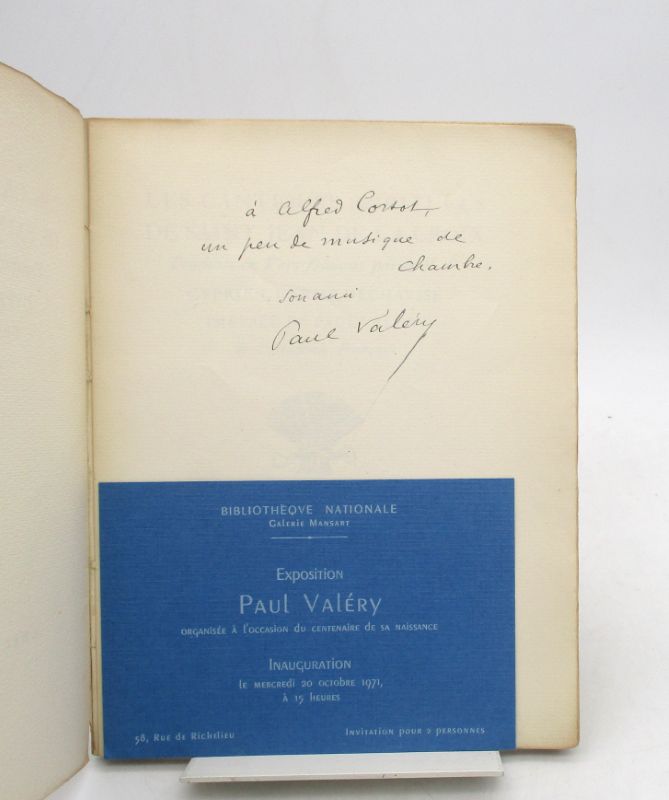 à Alfred Cortot,
un peu de musique de
chambre.
son ami
Paul Valéry
BIBLIOTHÈQVE NATIONALE
Galerie Mansart
Exposition
Paul Valéry
organisée à l'occasion du centenaire de sa naissance
Inauguration
le mercredi 20 octobre 1971,
à 15 heures
58, Rue de Richelieu
Invitation pour 2 personnes